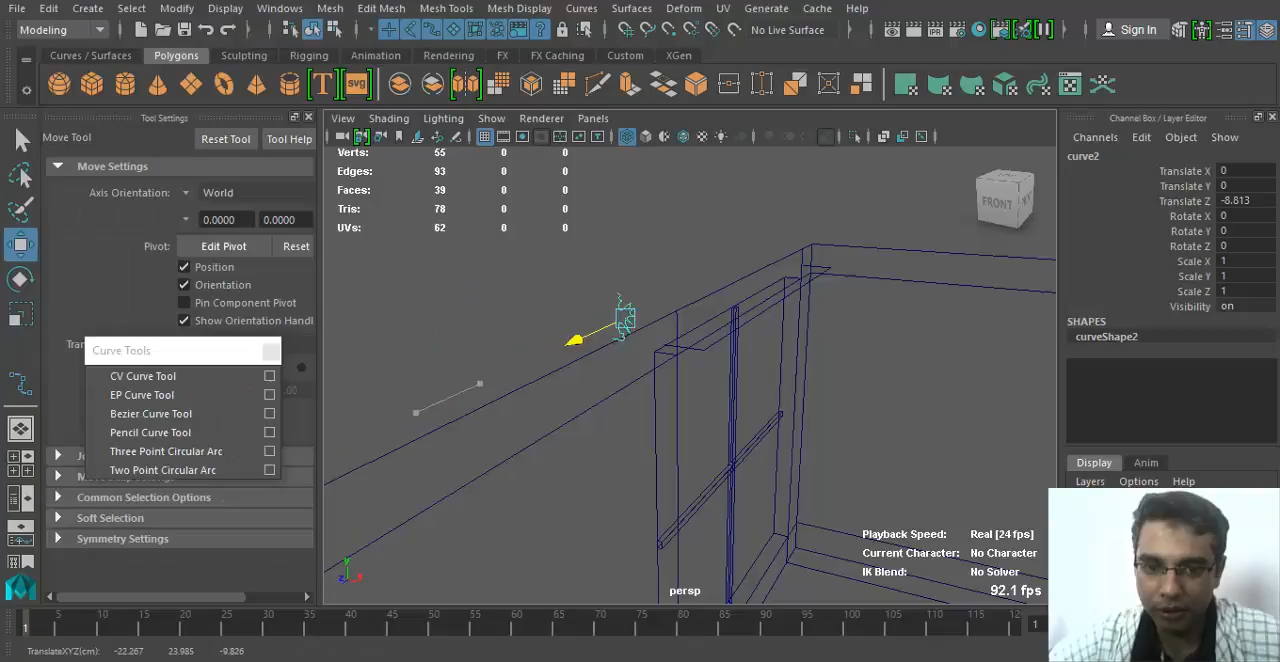 File Edit Create Select Modify Display Windows Mesh Edit Mesh Mesh Tools Mesh Display Curves Surfaces Deform UV Generate Cache Help
Modeling No Live Surface Sign In
Curves / Surfaces Polygons Sculpting Rigging Animation Rendering FX FX Caching Custom XGen
T svg
Tool Settings
Move Tool Reset Tool Tool Help
Move Settings
Axis Orientation: World
0.0000 0.0000
Pivot: Edit Pivot Reset
Position
Orientation
Pin Component Pivot
Show Orientation Handl
Curve Tools
CV Curve Tool
EP Curve Tool
Bezier Curve Tool
Pencil Curve Tool
Three Point Circular Arc
Two Point Circular Arc
Common Selection Options
Soft Selection
Symmetry Settings
View Shading Lighting Show Renderer Panels
Verts: 55 0 0
Edges: 93 0 0
Faces: 39 0 0
Tris: 78 0 0
UVs: 62 0 0
FRONT
y
z x
persp
Playback Speed: Real [24 fps]
Current Character: No Character
IK Blend: No Solver
92.1 fps
Channel Box / Layer Editor
Channels Edit Object Show
curve2
Translate X 0
Translate Y 0
Translate Z -8.813
Rotate X 0
Rotate Y 0
Rotate Z 0
Scale X 1
Scale Y 1
Scale Z 1
Visibility on
SHAPES
curveShape2
Display Anim
Layers Options Help
5 10 15 20 25 30 35 40 45 50 55 60 65 70 75 80 85 90 95 100 105 110 115 12
1 1
TranslateXYZ(cm): -22.267 23.985 -9.826